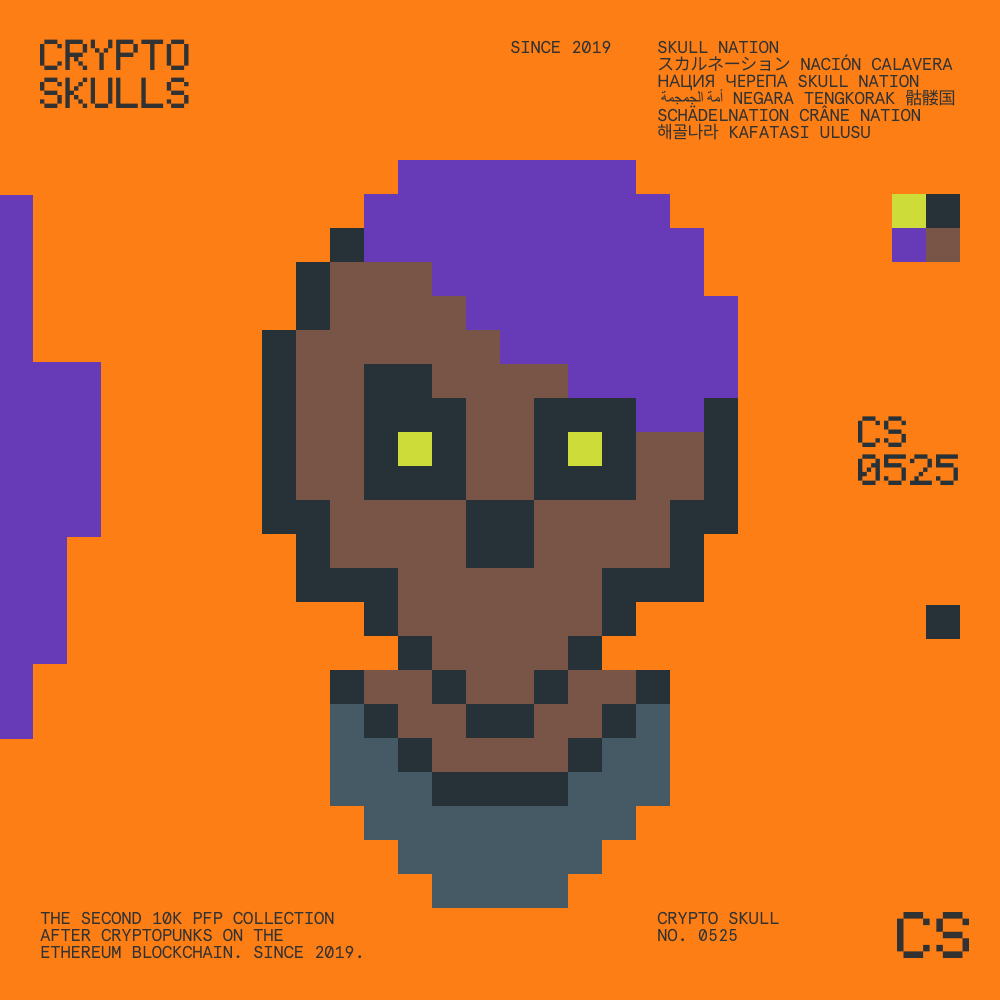 CRYPTO
SKULLS
SINCE 2019
SKULL NATION
スカルネーション NACIÓN CALAVERA
НАЦИЯ ЧЕРЕПА SKULL NATION
أمة الجمجمة NEGARA TENGKORAK 骷髅国
SCHÄDELNATION CRÂNE NATION
해골나라 KAFATASI ULUSU
CS
0525
THE SECOND 10K PFP COLLECTION
AFTER CRYPTOPUNKS ON THE
ETHEREUM BLOCKCHAIN. SINCE 2019.
CRYPTO SKULL
NO. 0525
CS